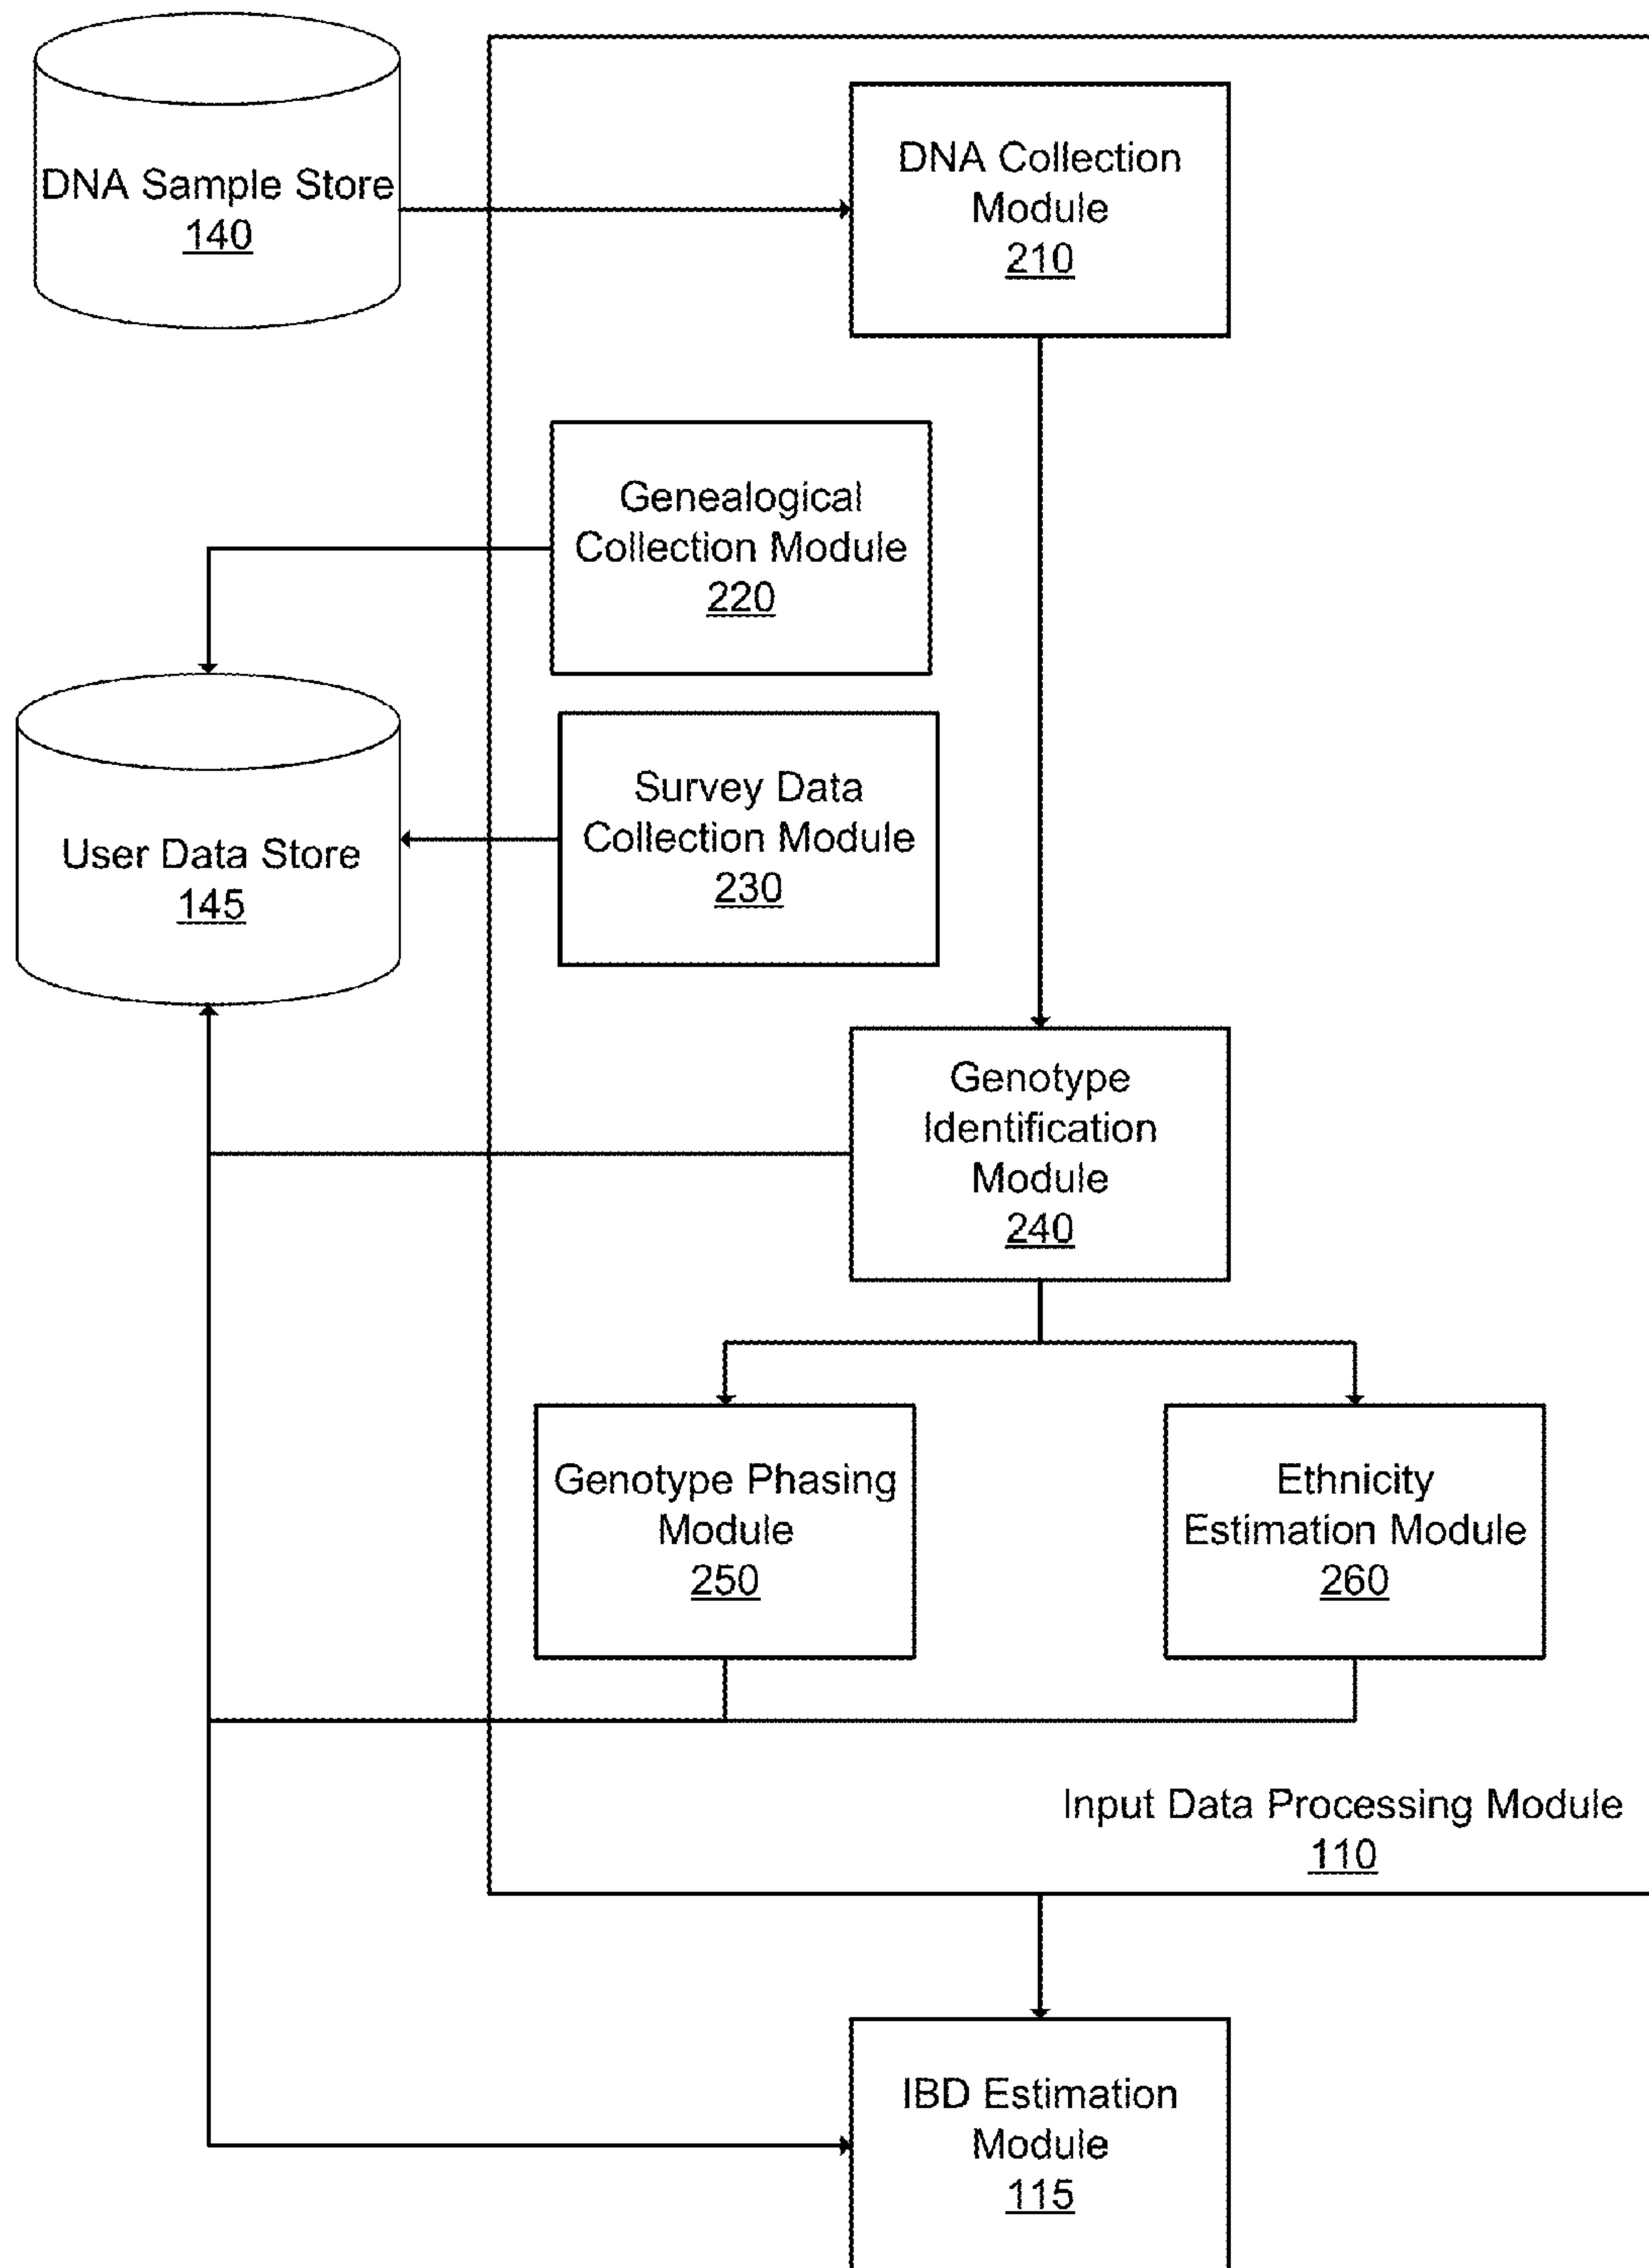 DNA Sample Store
140
DNA Collection
Module
210
Genealogical
Collection Module
220
Survey Data
Collection Module
230
User Data Store
145
Genotype
Identification
Module
240
Genotype Phasing
Module
250
Ethnicity
Estimation Module
260
Input Data Processing Module
110
IBD Estimation
Module
115